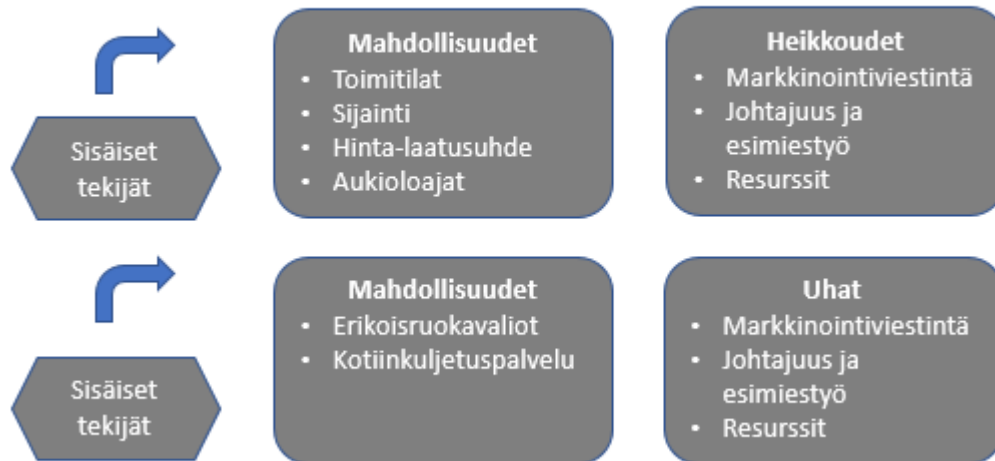 Sisäiset
tekijät
Mahdollisuudet
• Toimitilat
• Sijainti
• Hinta-laatusuhde
• Aukioloajat
Heikkoudet
• Markkinointiviestintä
• Johtajuus ja
esimiestyö
• Resurssit
Sisäiset
tekijät
Mahdollisuudet
• Erikoisruokavaliot
• Kotiinkuljetuspalvelu
Uhat
• Markkinointiviestintä
• Johtajuus ja
esimiestyö
• Resurssit